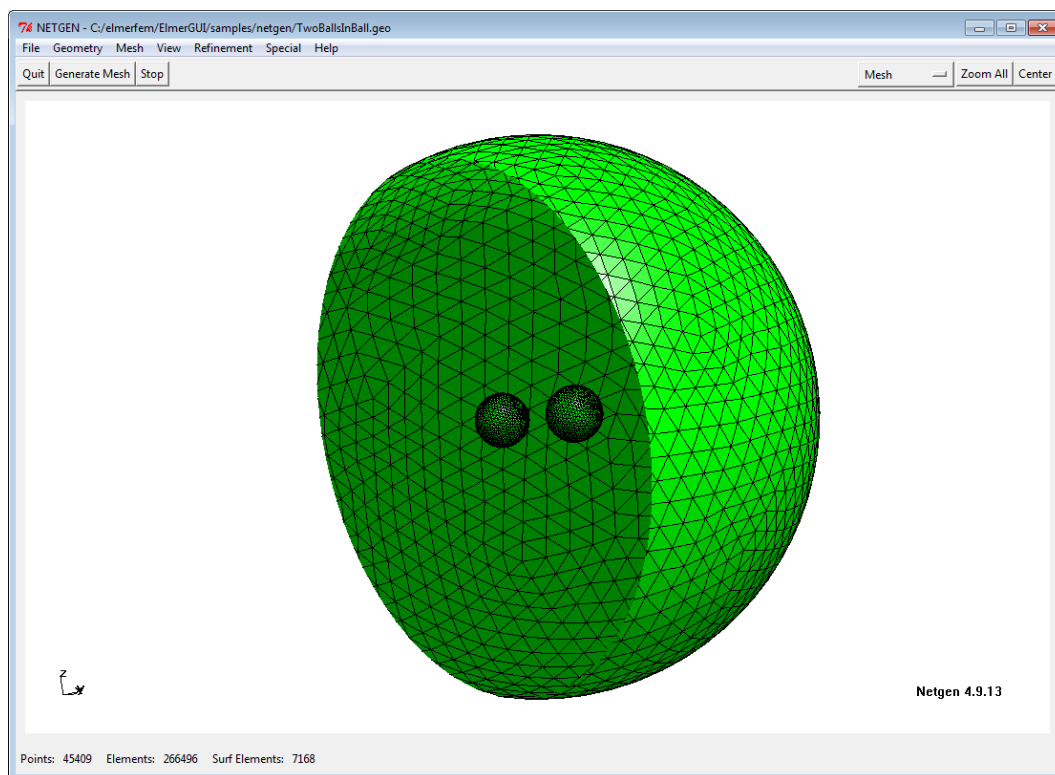 NETGEN - C:/elmerfem/ElmerGUI/samples/netgen/TwoBallsInBall.geo
File Geometry Mesh View Refinement Special Help
Quit Generate Mesh Stop Mesh Zoom All Center
z
Netgen 4.9.13
Points: 45409 Elements: 266496 Surf Elements: 7168